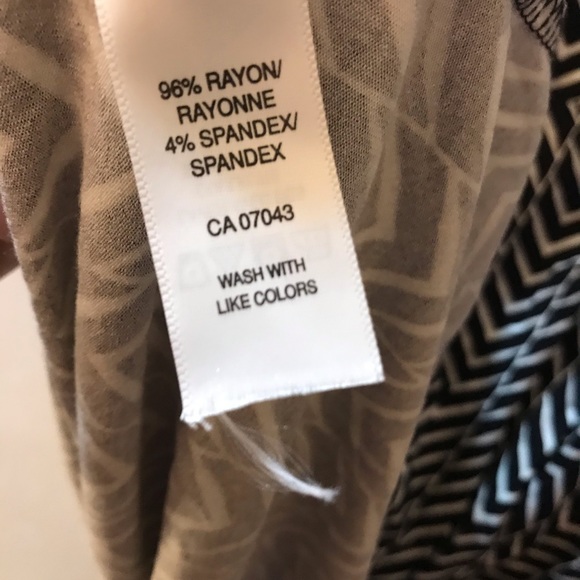 96% RAYON/
RAYONNE
4% SPANDEX/
SPANDEX
CA 07043
WASH WITH
LIKE COLORS